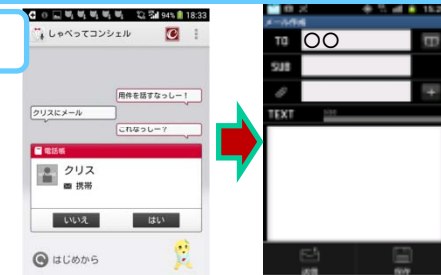 94% 18:33
しゃべってコンシェル
用件を話すなっしー！
クリスにメール
これなっしー？
電話帳
クリス
携帯
いいえ
はい
はじめから
メール作成
TO
〇〇
SUB
TEXT
送信
保存